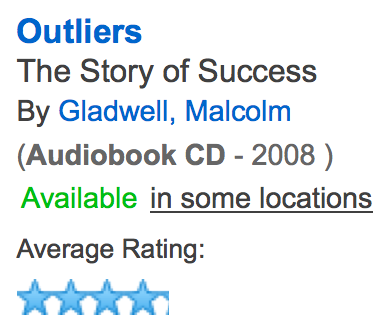 Outliers
The Story of Success
By Gladwell, Malcolm
(Audiobook CD - 2008 )
Available in some locations
Average Rating: